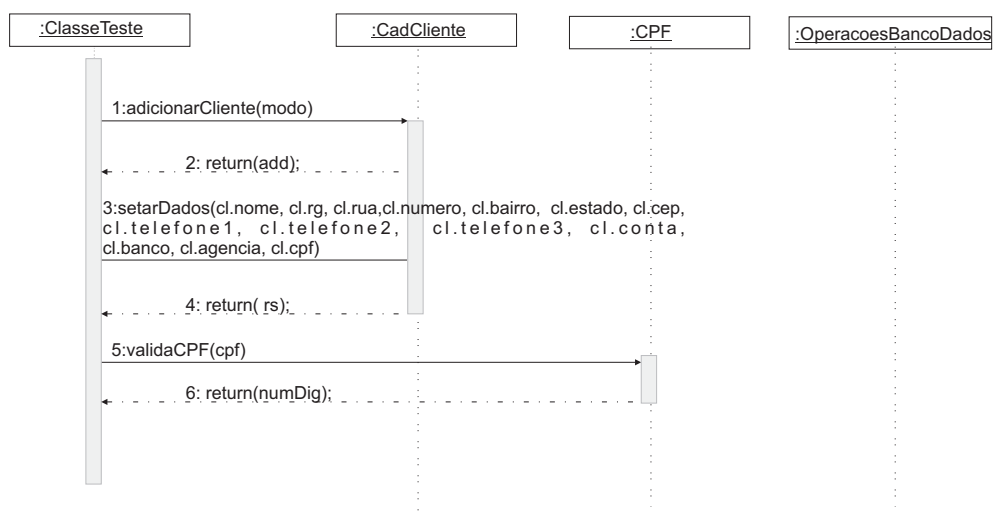 :ClasseTeste
:CadCliente
:CPF
:OperacoesBancoDados
1:adicionarCliente(modo)
2: return(add);
3:setarDados(cl.nome, cl.rg, cl.rua,cl.numero, cl.bairro, cl.estado, cl.cep,
cl.telefone1, cl.telefone2, cl.telefone3, cl.conta,
cl.banco, cl.agencia, cl.cpf)
4: return( rs);
5:validaCPF(cpf)
6: return(numDig);